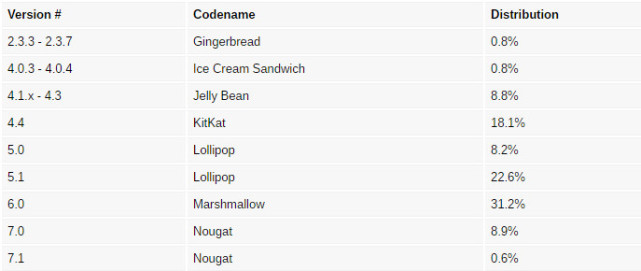 Version # Codename Distribution
2.3.3 - 2.3.7 Gingerbread 0.8%
4.0.3 - 4.0.4 Ice Cream Sandwich 0.8%
4.1.x - 4.3 Jelly Bean 8.8%
4.4 KitKat 18.1%
5.0 Lollipop 8.2%
5.1 Lollipop 22.6%
6.0 Marshmallow 31.2%
7.0 Nougat 8.9%
7.1 Nougat 0.6%